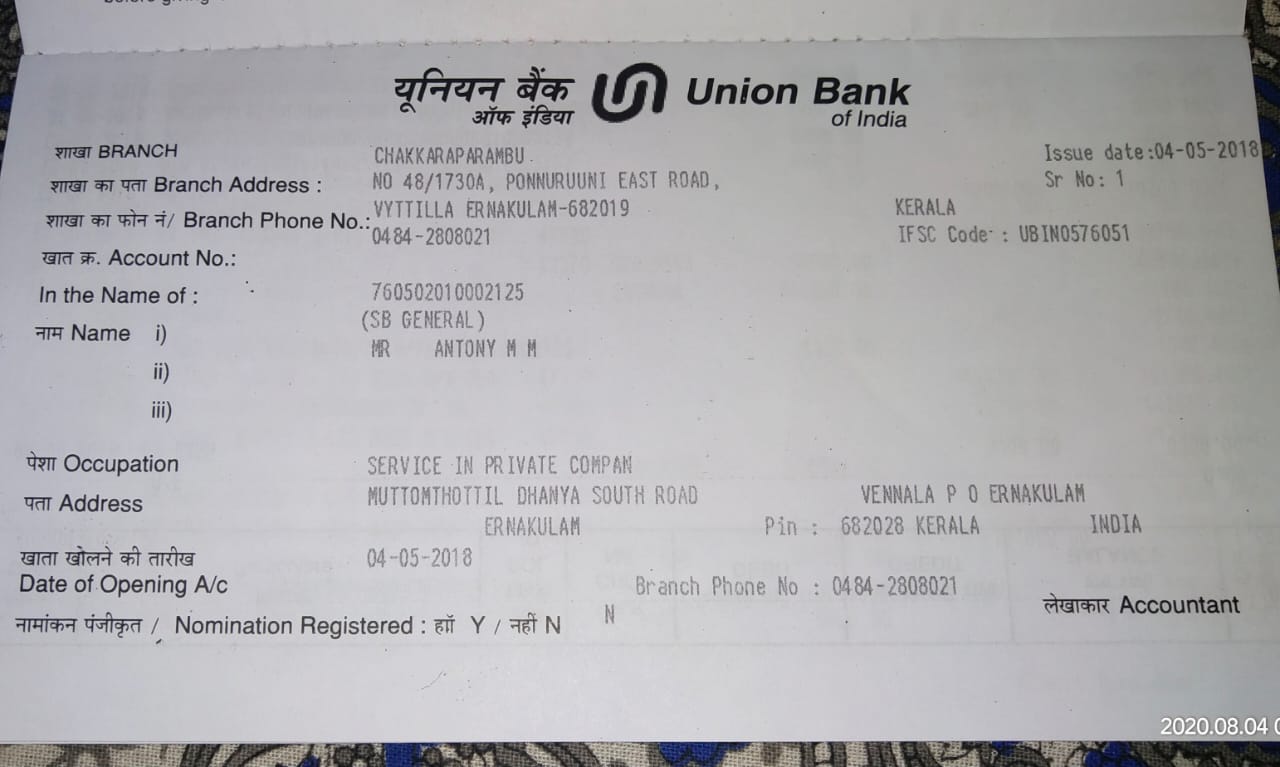 यूनियन बैंक Union Bank
ऑफ इंडिया of India
शाखा BRANCH CHAKKARAPARAMBU Issue date:04-05-2018
शाखा का पता Branch Address : NO 48/1730A, PONNURUUNI EAST ROAD, Sr No: 1
शाखा का फोन नं/ Branch Phone No.: VYTTILLA ERNAKULAM-682019 KERALA
0484-2808021 IFSC Code : UBIN0576051
खात क्र. Account No.:
In the Name of : 760502010002125
(SB GENERAL)
नाम Name i) MR ANTONY M M
ii)
iii)
पेशा Occupation SERVICE IN PRIVATE COMPAN
पता Address MUTTOMTHOTTIL DHANYA SOUTH ROAD VENNALA P O ERNAKULAM
ERNAKULAM Pin : 682028 KERALA INDIA
खाता खोलने की तारीख 04-05-2018
Date of Opening A/c Branch Phone No : 0484-2808021
लेखाकार Accountant
नामांकन पंजीकृत / Nomination Registered : हाँ Y / नहीं N N
2020.08.04